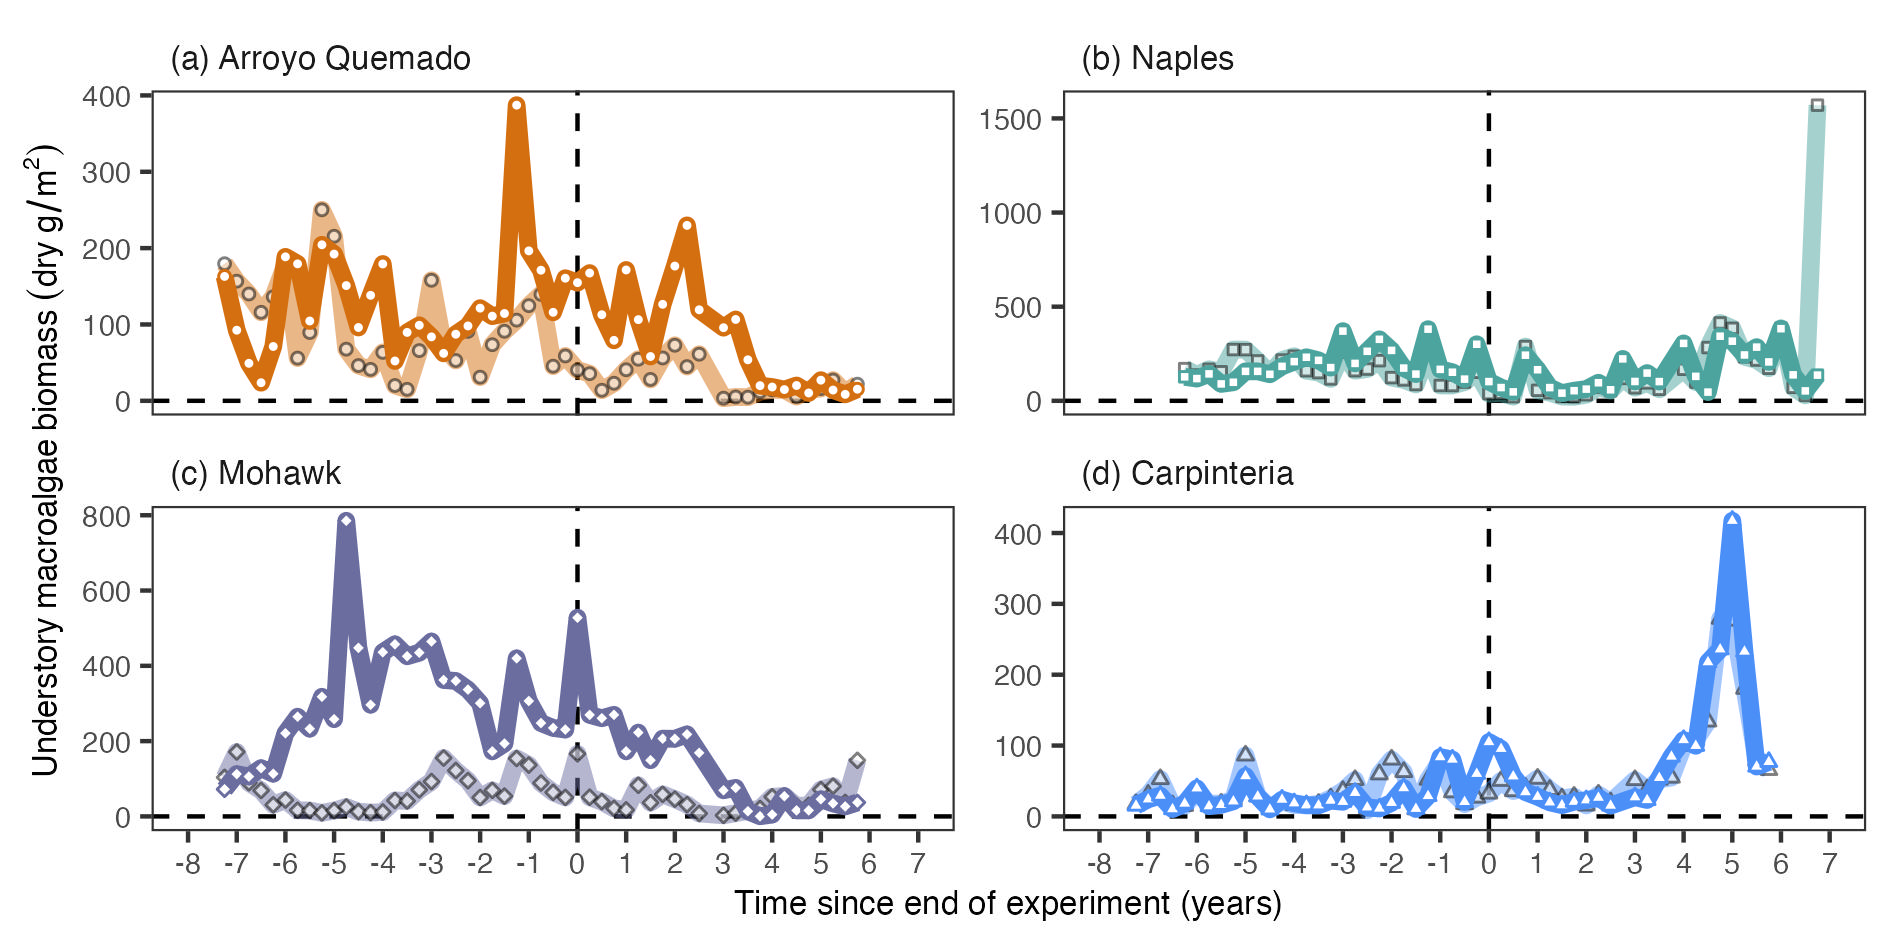 (a) Arroyo Quemado
400
300
200
100
0
(b) Naples
1500
1000
500
0
Understory macroalgae biomass (dry g/m²)
(c) Mohawk
800
600
400
200
0
-8 -7 -6 -5 -4 -3 -2 -1 0 1 2 3 4 5 6 7
(d) Carpinteria
400
300
200
100
0
-8 -7 -6 -5 -4 -3 -2 -1 0 1 2 3 4 5 6 7
Time since end of experiment (years)